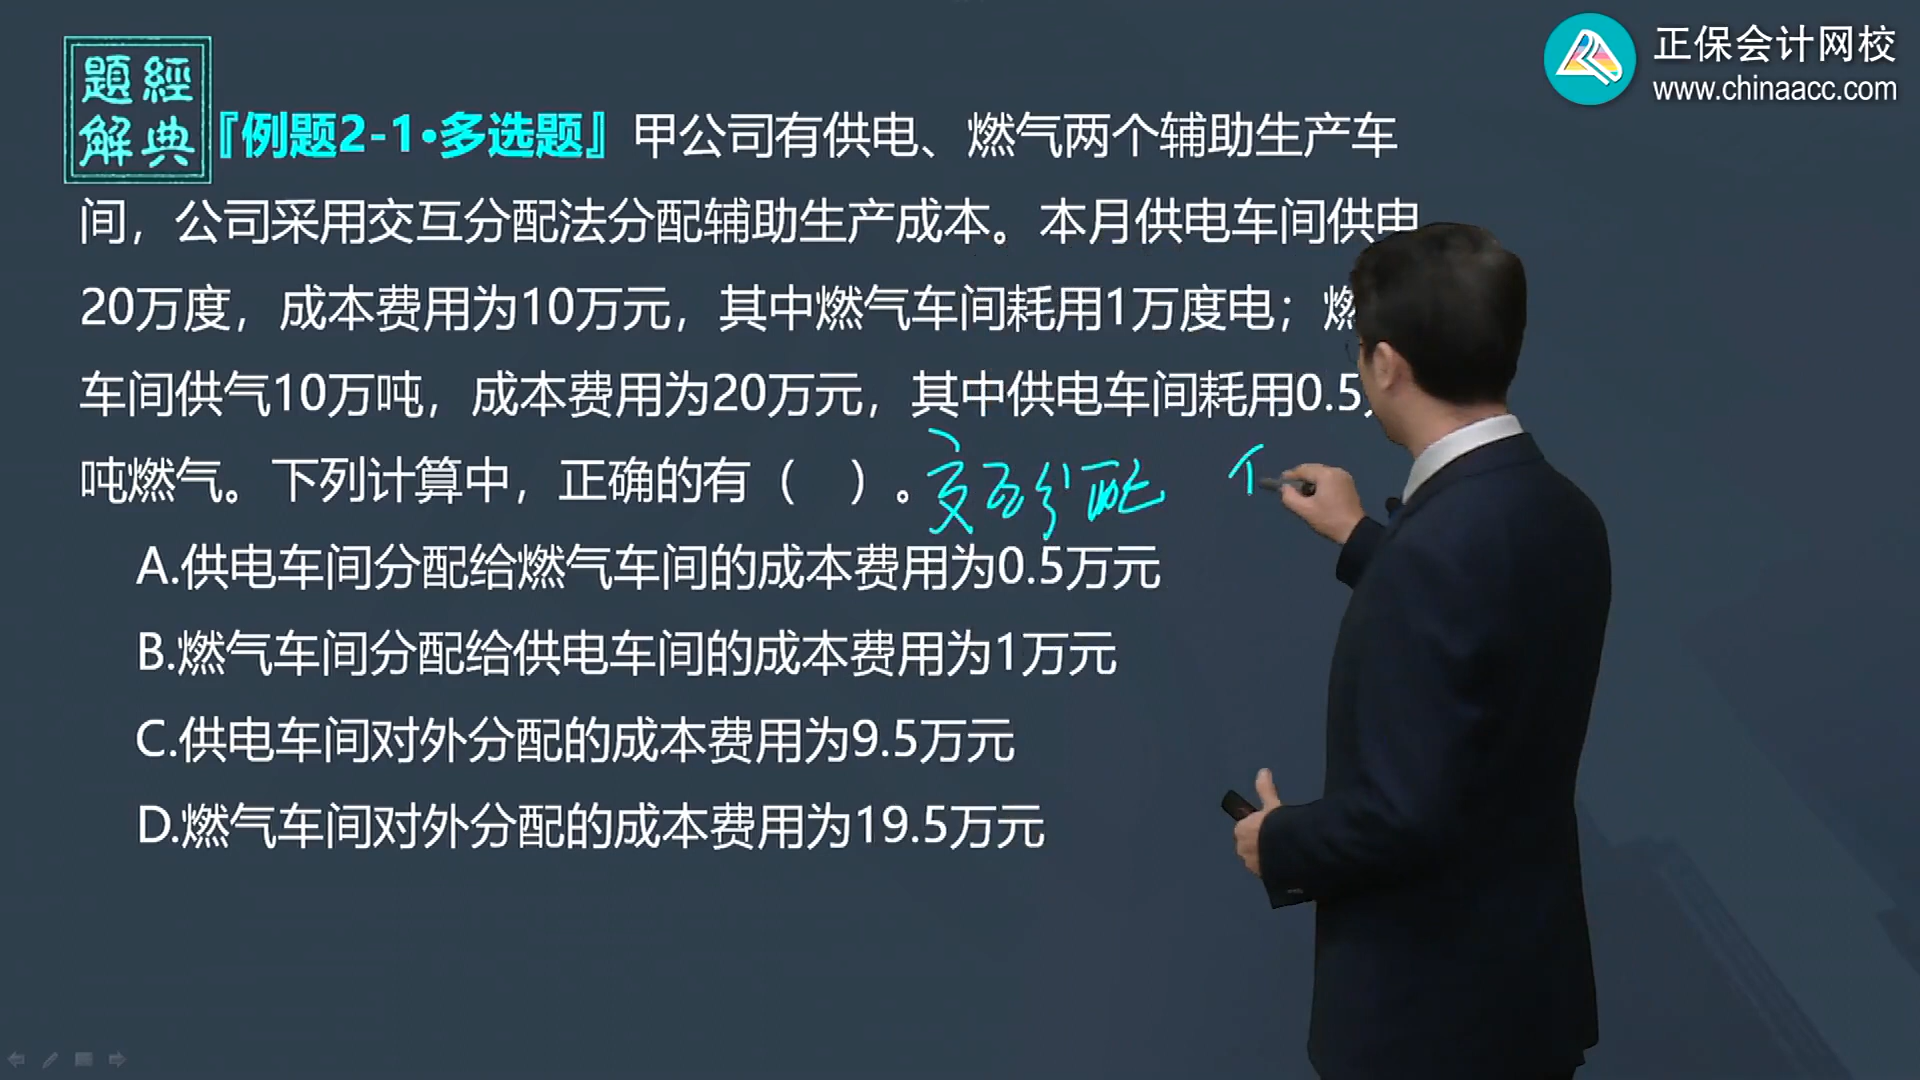 正保会计网校
www.chinaacc.com
題經
解典
『例题2-1•多选题』甲公司有供电、燃气两个辅助生产车
间，公司采用交互分配法分配辅助生产成本。本月供电车间供电
20万度，成本费用为10万元，其中燃气车间耗用1万度电；燃
车间供气10万吨，成本费用为20万元，其中供电车间耗用0.5
吨燃气。下列计算中，正确的有（ ）。
交互分配
A.供电车间分配给燃气车间的成本费用为0.5万元
B.燃气车间分配给供电车间的成本费用为1万元
C.供电车间对外分配的成本费用为9.5万元
D.燃气车间对外分配的成本费用为19.5万元